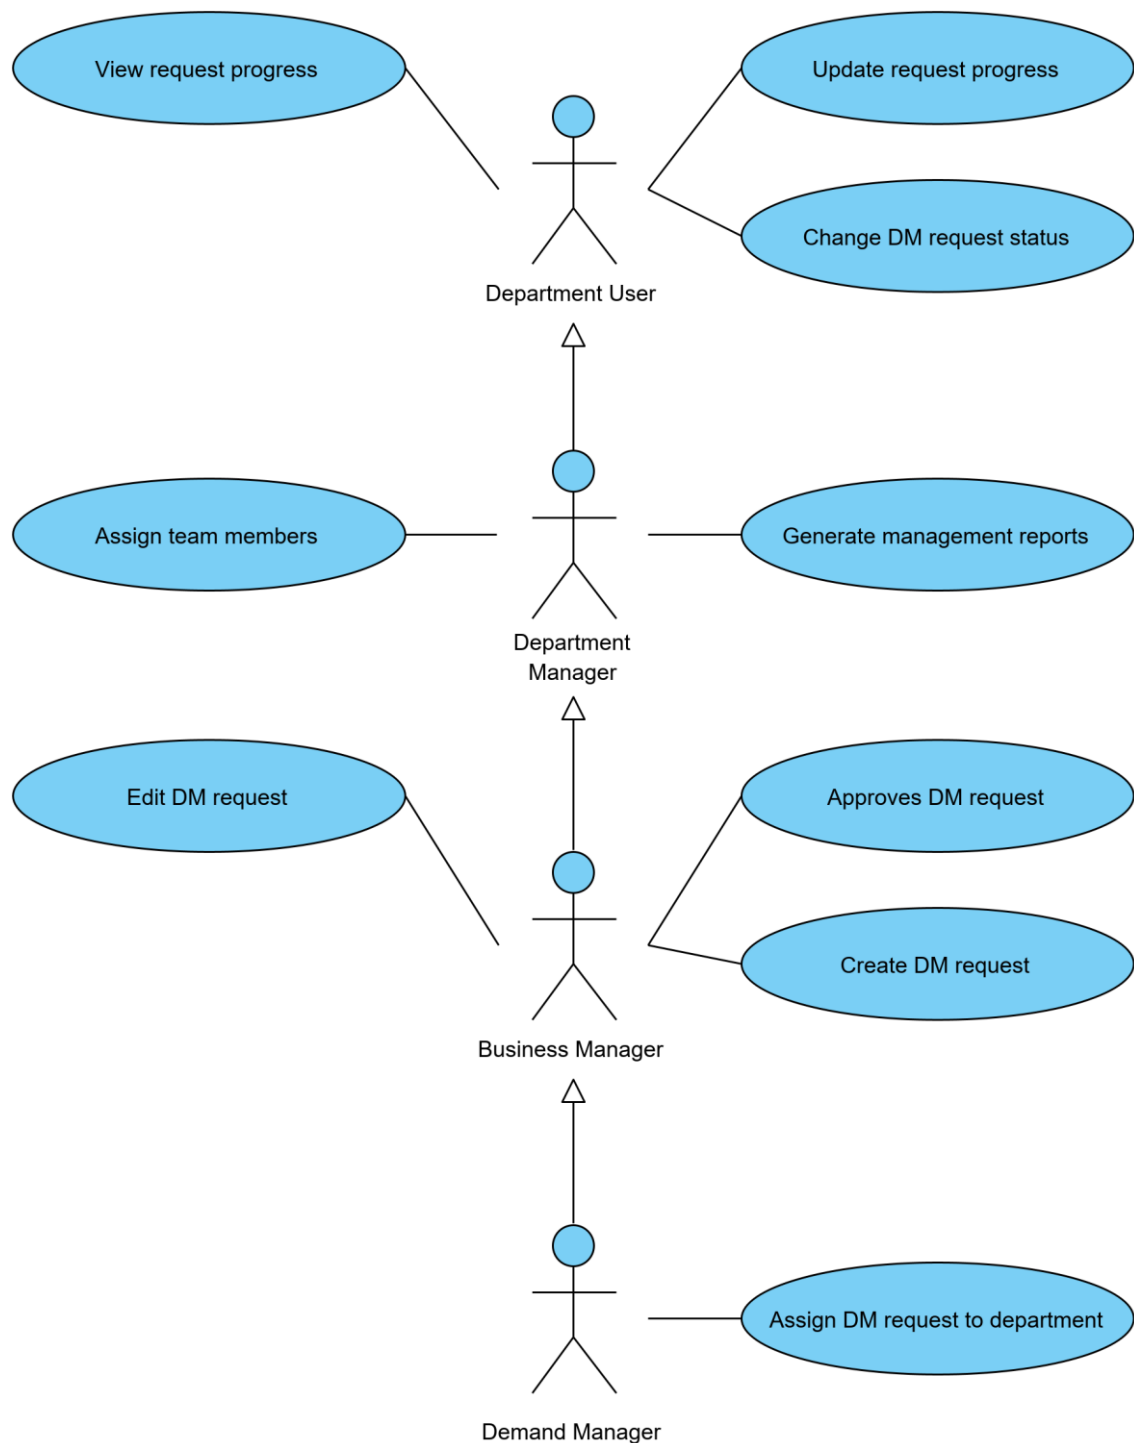 View request progress
Update request progress
Change DM request status
Department User
Assign team members
Generate management reports
Department
Manager
Edit DM request
Approves DM request
Create DM request
Business Manager
Assign DM request to department
Demand Manager